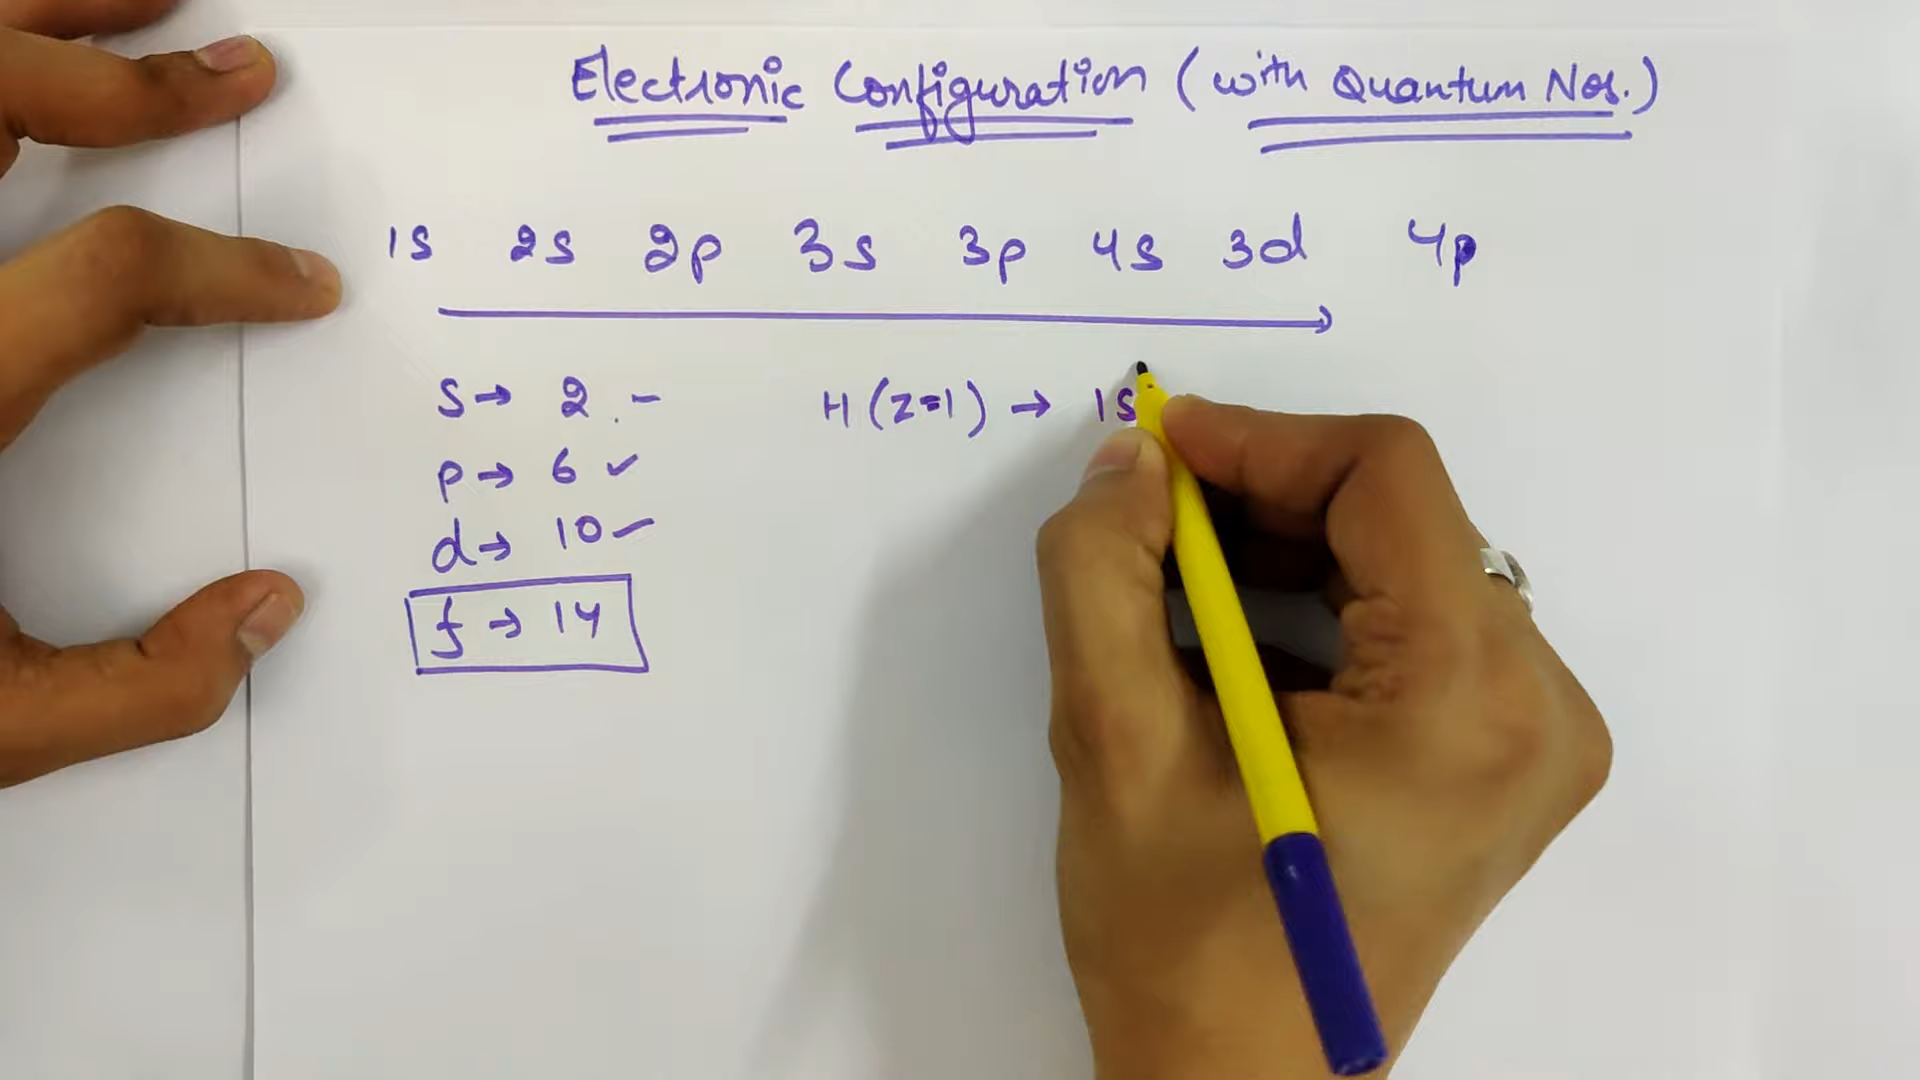 Electronic Configuration (with Quantum Nos.)
1s 2s 2p 3s 3p 4s 3d 4p
s → 2 -
H (z=1) → 1s
p → 6 ✓
d → 10 ✓
f → 14